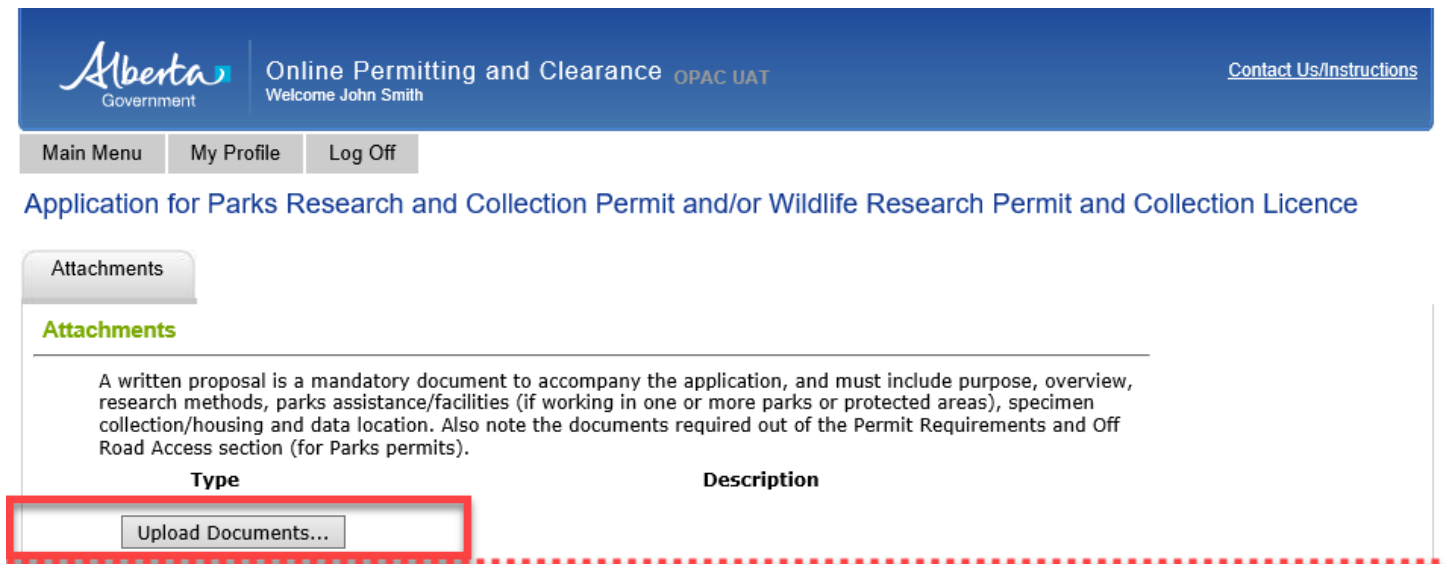 Alberta
Government
Online Permitting and Clearance OPAC UAT
Welcome John Smith
Contact Us/Instructions
Main Menu My Profile Log Off
Application for Parks Research and Collection Permit and/or Wildlife Research Permit and Collection Licence
Attachments
Attachments
A written proposal is a mandatory document to accompany the application, and must include purpose, overview,
research methods, parks assistance/facilities (if working in one or more parks or protected areas), specimen
collection/housing and data location. Also note the documents required out of the Permit Requirements and Off
Road Access section (for Parks permits).
Type Description
Upload Documents...